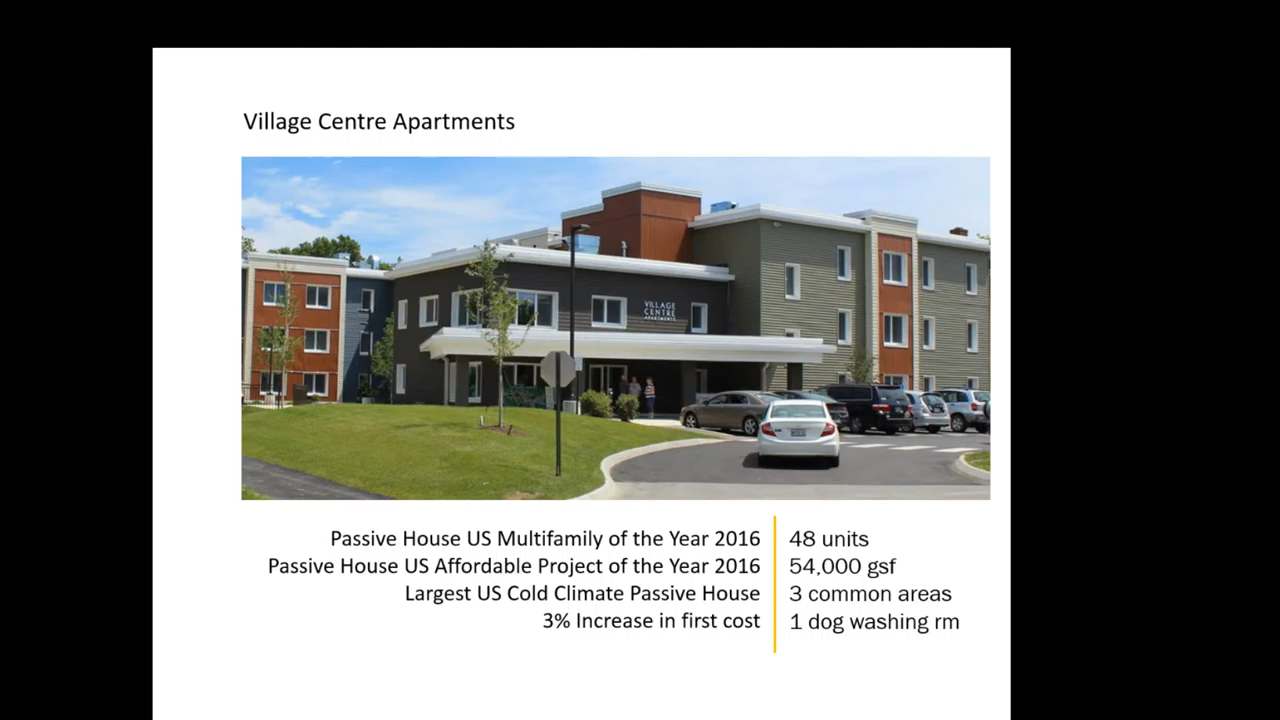 Village Centre Apartments
VILLAGE
CENTRE
APARTMENTS
Passive House US Multifamily of the Year 2016
Passive House US Affordable Project of the Year 2016
Largest US Cold Climate Passive House
3% Increase in first cost
48 units
54,000 gsf
3 common areas
1 dog washing rm